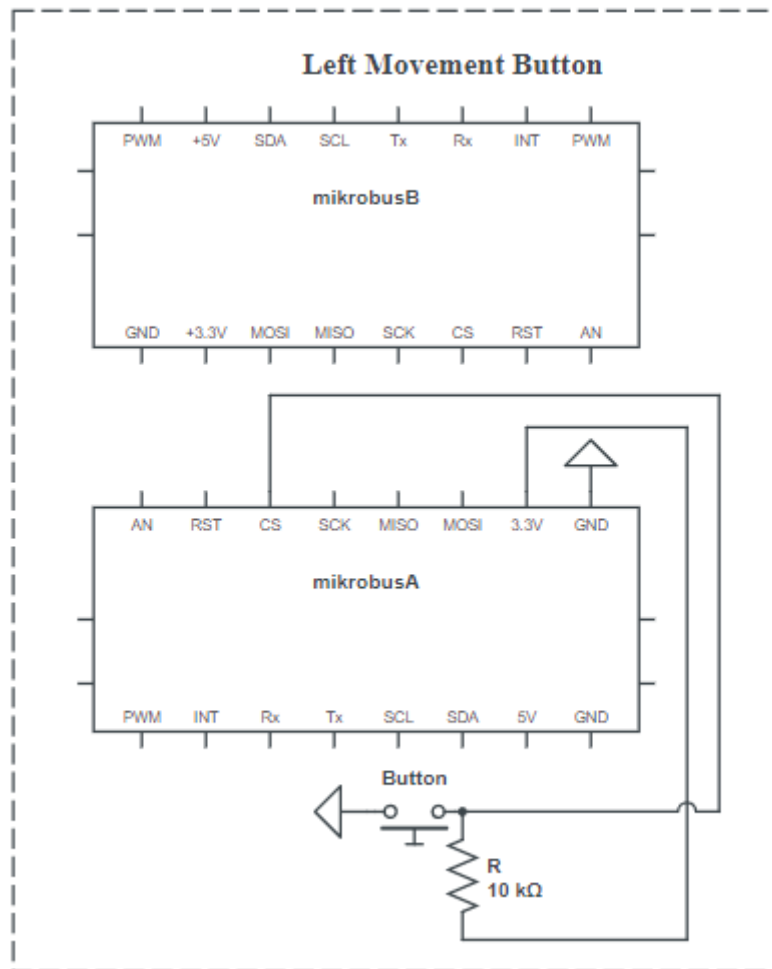 Left Movement Button
PWM +5V SDA SCL Tx Rx INT PWM
mikrobusB
GND +3.3V MOSI MISO SCK CS RST AN
AN RST CS SCK MISO MOSI 3.3V GND
mikrobusA
PWM INT Rx Tx SCL SDA 5V GND
Button
R
10 kΩ